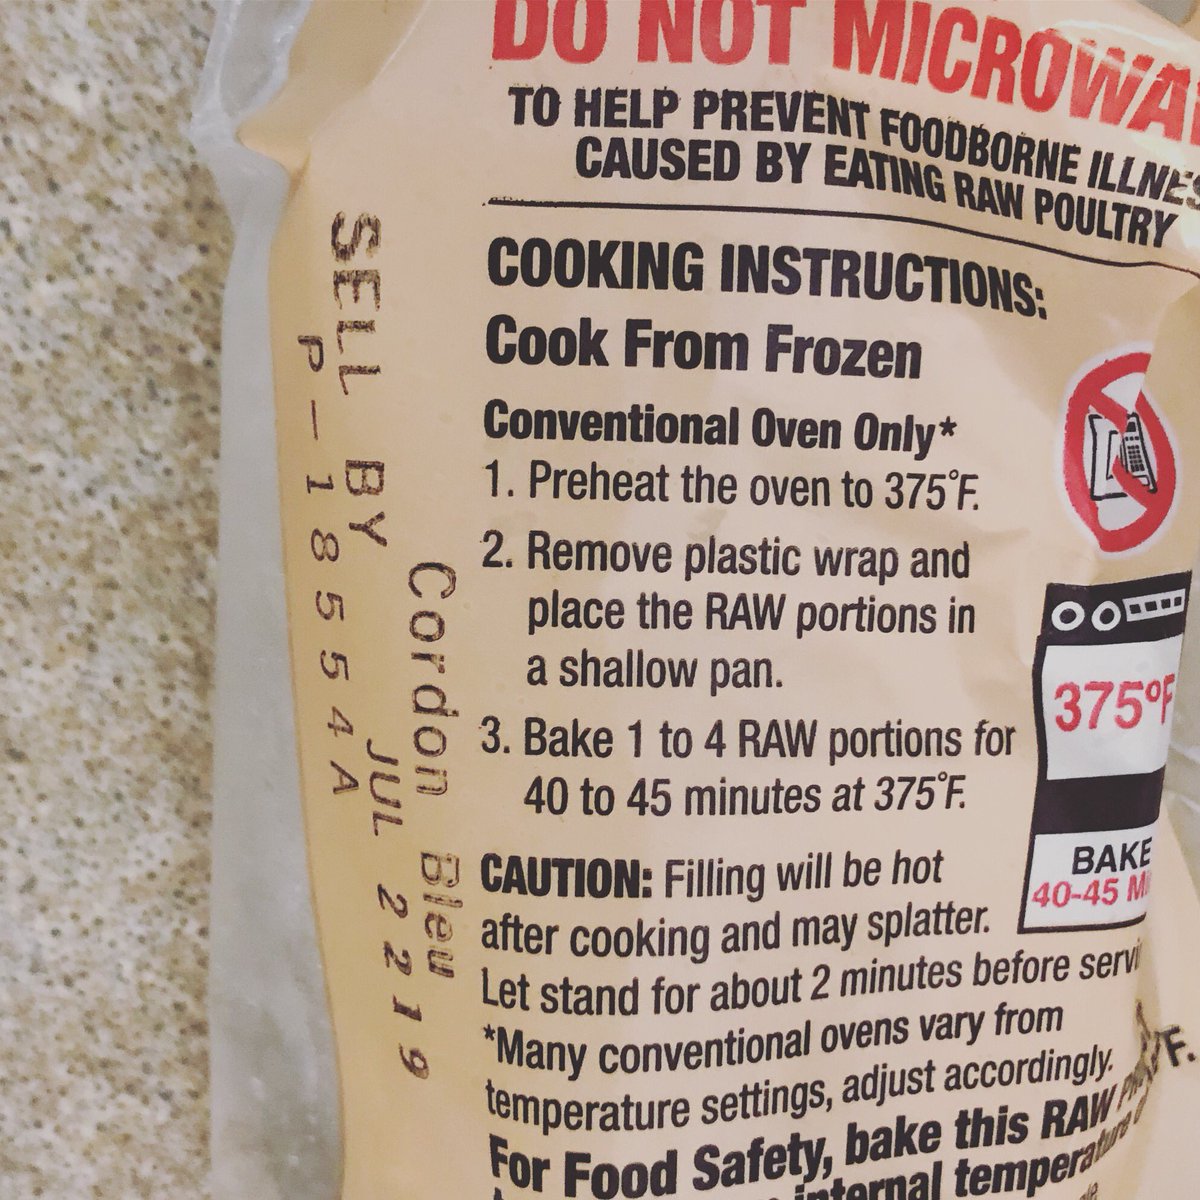 DO NOT
TO HELP PREVENT FOODBORNE
CAUSED BY EATING RAW POULTRY
COOKING INSTRUCTIONS:
Cook From Frozen
Conventional Oven Only*
1. Preheat the oven to 375°F.
2. Remove plastic wrap and
place the RAW portions in
a shallow pan.
3. Bake 1 to 4 RAW portions for
40 to 45 minutes at 375°F.
CAUTION: Filling will be hot
after cooking and may splatter.
Let stand for about 2 minutes before
*Many conventional ovens vary from
temperature settings, adjust accordingly.
For Food Safety, bake this RAW
internal temperature
375°F
BAKE
40-45
SELL BY JUL 22 19
P-18554A
Cordon Bleu